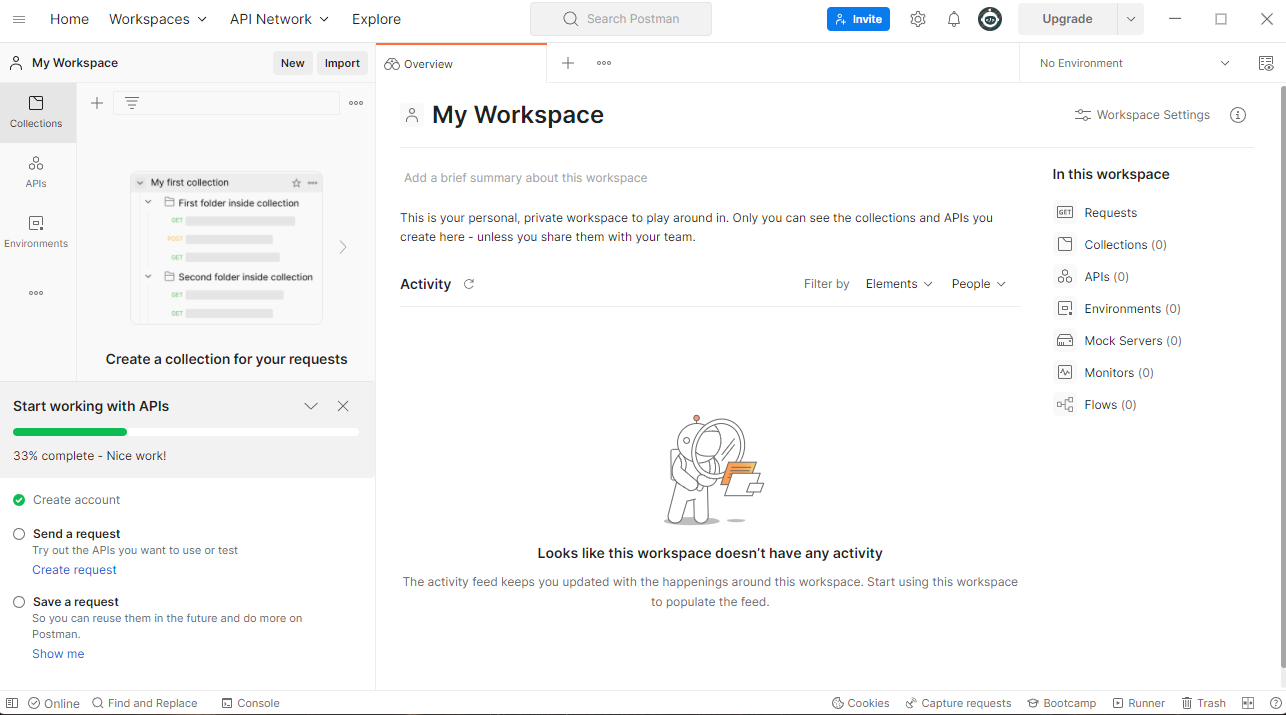 Home Workspaces API Network Explore Search Postman Invite Upgrade
My Workspace New Import Overview No Environment
Collections
APIs
Environments
My first collection
First folder inside collection
GET
POST
GET
Second folder inside collection
GET
GET
Create a collection for your requests
Start working with APIs
33% complete - Nice work!
Create account
Send a request
Try out the APIs you want to use or test
Create request
Save a request
So you can reuse them in the future and do more on
Postman.
Show me
My Workspace
Workspace Settings
Add a brief summary about this workspace
This is your personal, private workspace to play around in. Only you can see the collections and APIs you
create here - unless you share them with your team.
Activity Filter by Elements People
Looks like this workspace doesn’t have any activity
The activity feed keeps you updated with the happenings around this workspace. Start using this workspace
to populate the feed.
In this workspace
GET Requests
Collections (0)
APIs (0)
Environments (0)
Mock Servers (0)
Monitors (0)
Flows (0)
Online Find and Replace Console Cookies Capture requests Bootcamp Runner Trash